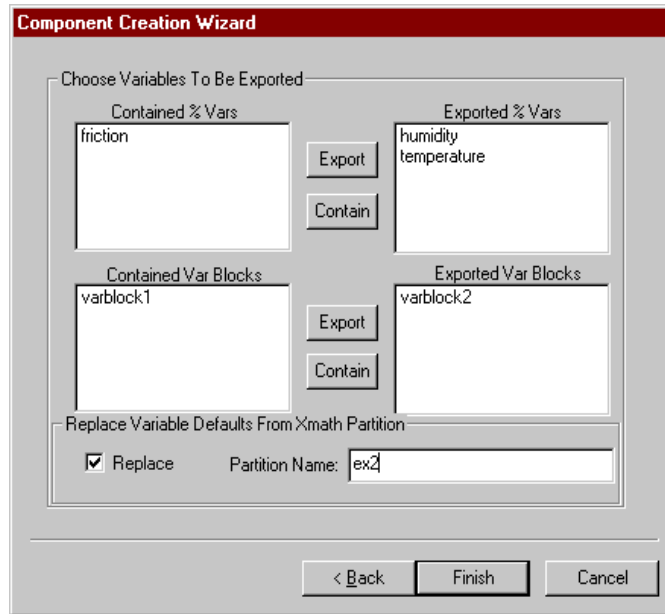 Component Creation Wizard
Choose Variables To Be Exported
Contained % Vars
Exported % Vars
friction
humidity
temperature
Export
Contain
Contained Var Blocks
Exported Var Blocks
varblock1
varblock2
Export
Contain
Replace Variable Defaults From Xmath Partition
Replace
Partition Name:
ex2
< Back
Finish
Cancel